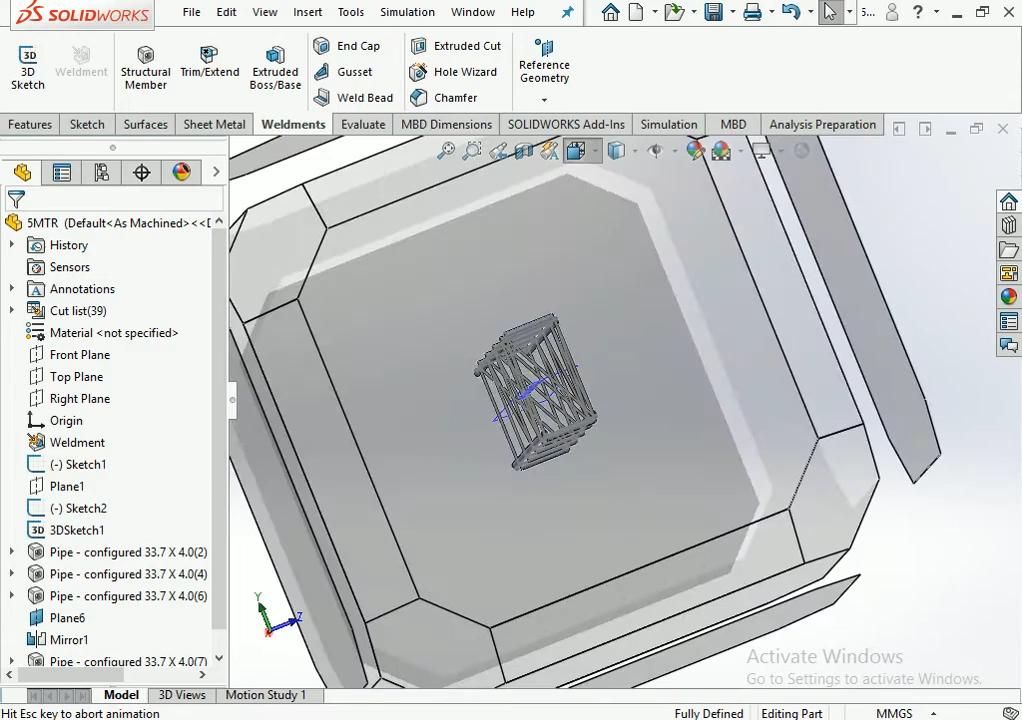 SOLIDWORKS File Edit View Insert Tools Simulation Window Help 5...
3D Sketch
Weldment
Structural Member
Trim/Extend
Extruded Boss/Base
End Cap
Gusset
Weld Bead
Extruded Cut
Hole Wizard
Chamfer
Reference Geometry
Features Sketch Surfaces Sheet Metal Weldments Evaluate MBD Dimensions SOLIDWORKS Add-Ins Simulation MBD Analysis Preparation
5MTR (Default<As Machined><<D
History
Sensors
Annotations
Cut list(39)
Material <not specified>
Front Plane
Top Plane
Right Plane
Origin
Weldment
(-) Sketch1
Plane1
(-) Sketch2
3D 3DSketch1
Pipe - configured 33.7 X 4.0(2)
Pipe - configured 33.7 X 4.0(4)
Pipe - configured 33.7 X 4.0(6)
Plane6
Mirror1
Pipe - configured 33.7 X 4.0(7)
Y
Z
Activate Windows
Go to Settings to activate Windows.
Model 3D Views Motion Study 1
Hit Esc key to abort animation Fully Defined Editing Part MMGS